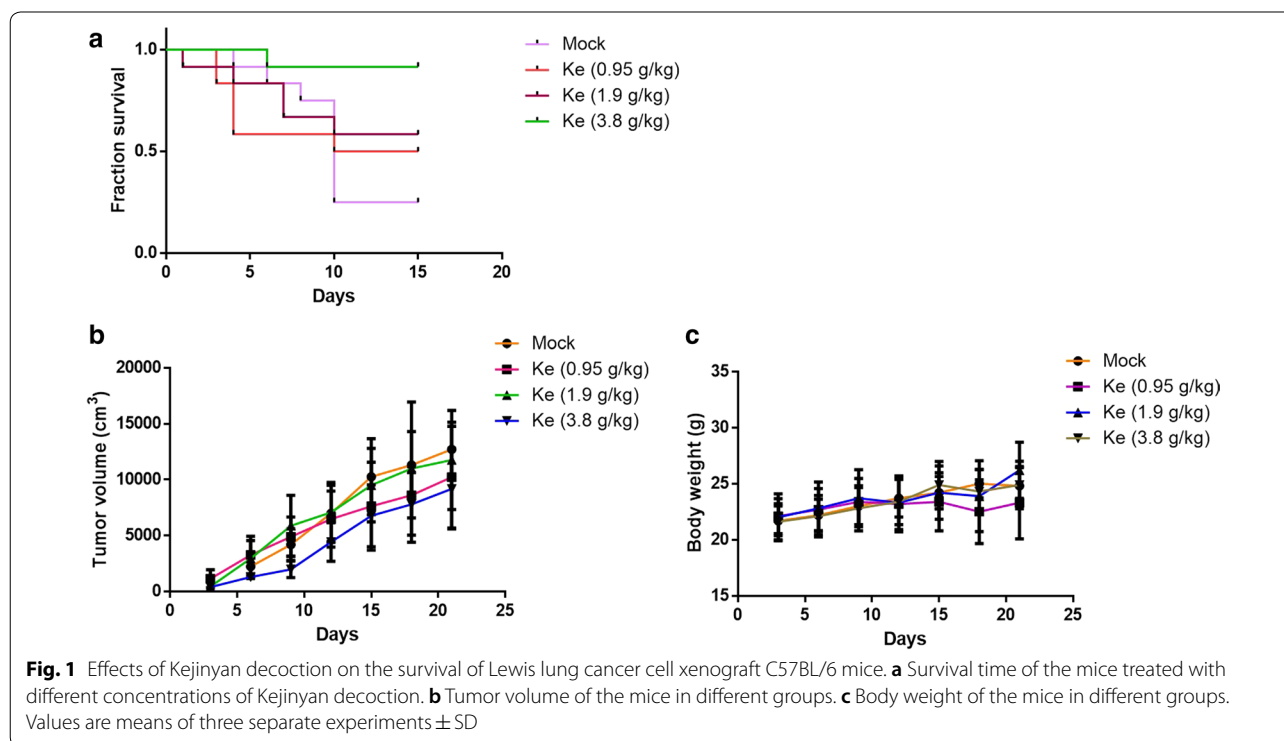 a
1.0
0.5
0.0
Fraction survival
0 5 10 15 20
Days
Mock
Ke (0.95 g/kg)
Ke (1.9 g/kg)
Ke (3.8 g/kg)
b
20000
15000
10000
5000
0
Tumor volume (cm³)
0 5 10 15 20 25
Days
Mock
Ke (0.95 g/kg)
Ke (1.9 g/kg)
Ke (3.8 g/kg)
c
35
30
25
20
15
Body weight (g)
0 5 10 15 20 25
Days
Mock
Ke (0.95 g/kg)
Ke (1.9 g/kg)
Ke (3.8 g/kg)
Fig. 1 Effects of Kejinyan decoction on the survival of Lewis lung cancer cell xenograft C57BL/6 mice. a Survival time of the mice treated with
different concentrations of Kejinyan decoction. b Tumor volume of the mice in different groups. c Body weight of the mice in different groups.
Values are means of three separate experiments ± SD